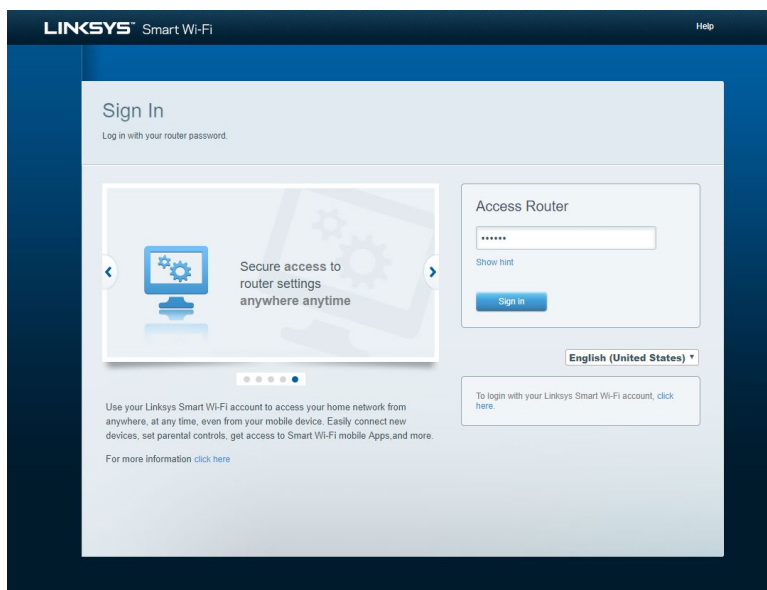 LINKSYS™ Smart Wi-Fi
Help
Sign In
Log in with your router password.
Secure access to
router settings
anywhere anytime
Use your Linksys Smart Wi-Fi account to access your home network from
anywhere, at any time, even from your mobile device. Easily connect new
devices, set parental controls, get access to Smart Wi-Fi mobile Apps,and more.
For more information click here
Access Router
••••••
Show hint
Sign in
English (United States)
To login with your Linksys Smart Wi-Fi account, click
here.